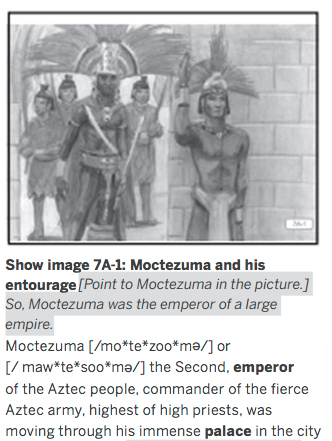 7A-1
Show image 7A-1: Moctezuma and his
entourage [Point to Moctezuma in the picture.]
So, Moctezuma was the emperor of a large
empire.
Moctezuma [/mo*te*zoo*mə/] or
[/ maw*te*soo*mə/] the Second, emperor
of the Aztec people, commander of the fierce
Aztec army, highest of high priests, was
moving through his immense palace in the city